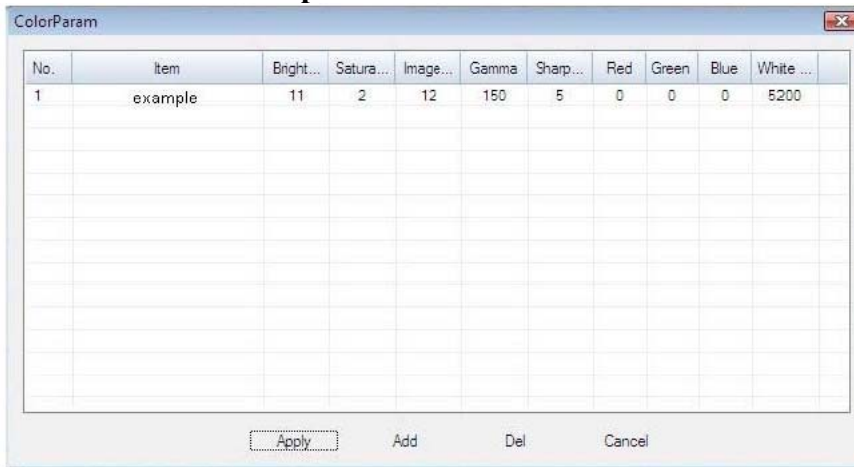 ColorParam
No. Item Bright... Satura... Image... Gamma Sharp... Red Green Blue White ...
1 example 11 2 12 150 5 0 0 0 5200
Apply Add Del Cancel